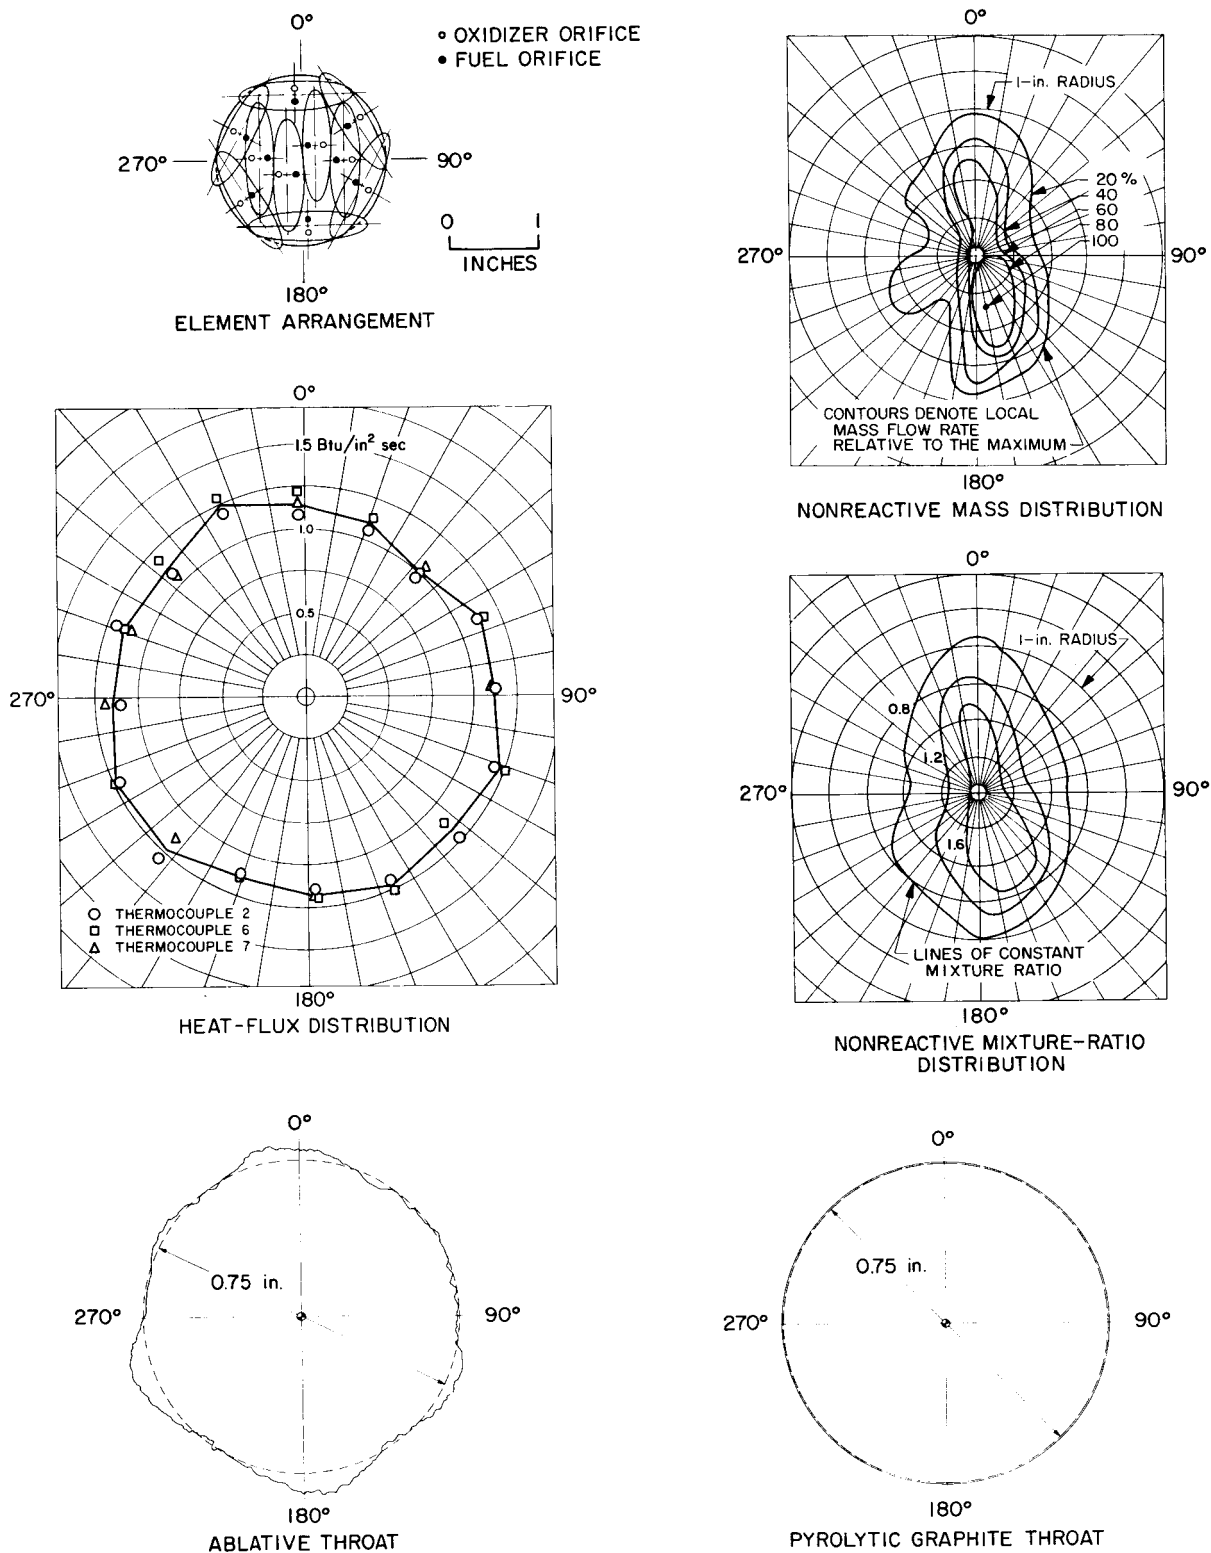 0°
○ OXIDIZER ORIFICE
● FUEL ORIFICE
270°
90°
0 1
INCHES
180°
ELEMENT ARRANGEMENT
0°
1-in. RADIUS
20 %
40
60
80
100
270°
90°
CONTOURS DENOTE LOCAL
MASS FLOW RATE
RELATIVE TO THE MAXIMUM
180°
NONREACTIVE MASS DISTRIBUTION
0°
1.5 Btu/in² sec
1.0
0.5
270°
90°
○ THERMOCOUPLE 2
□ THERMOCOUPLE 6
△ THERMOCOUPLE 7
180°
HEAT-FLUX DISTRIBUTION
0°
1-in. RADIUS
0.8
1.2
270°
90°
1.6
LINES OF CONSTANT
MIXTURE RATIO
180°
NONREACTIVE MIXTURE-RATIO
DISTRIBUTION
0°
0.75 in.
270°
90°
180°
ABLATIVE THROAT
0°
0.75 in.
270°
90°
180°
PYROLYTIC GRAPHITE THROAT